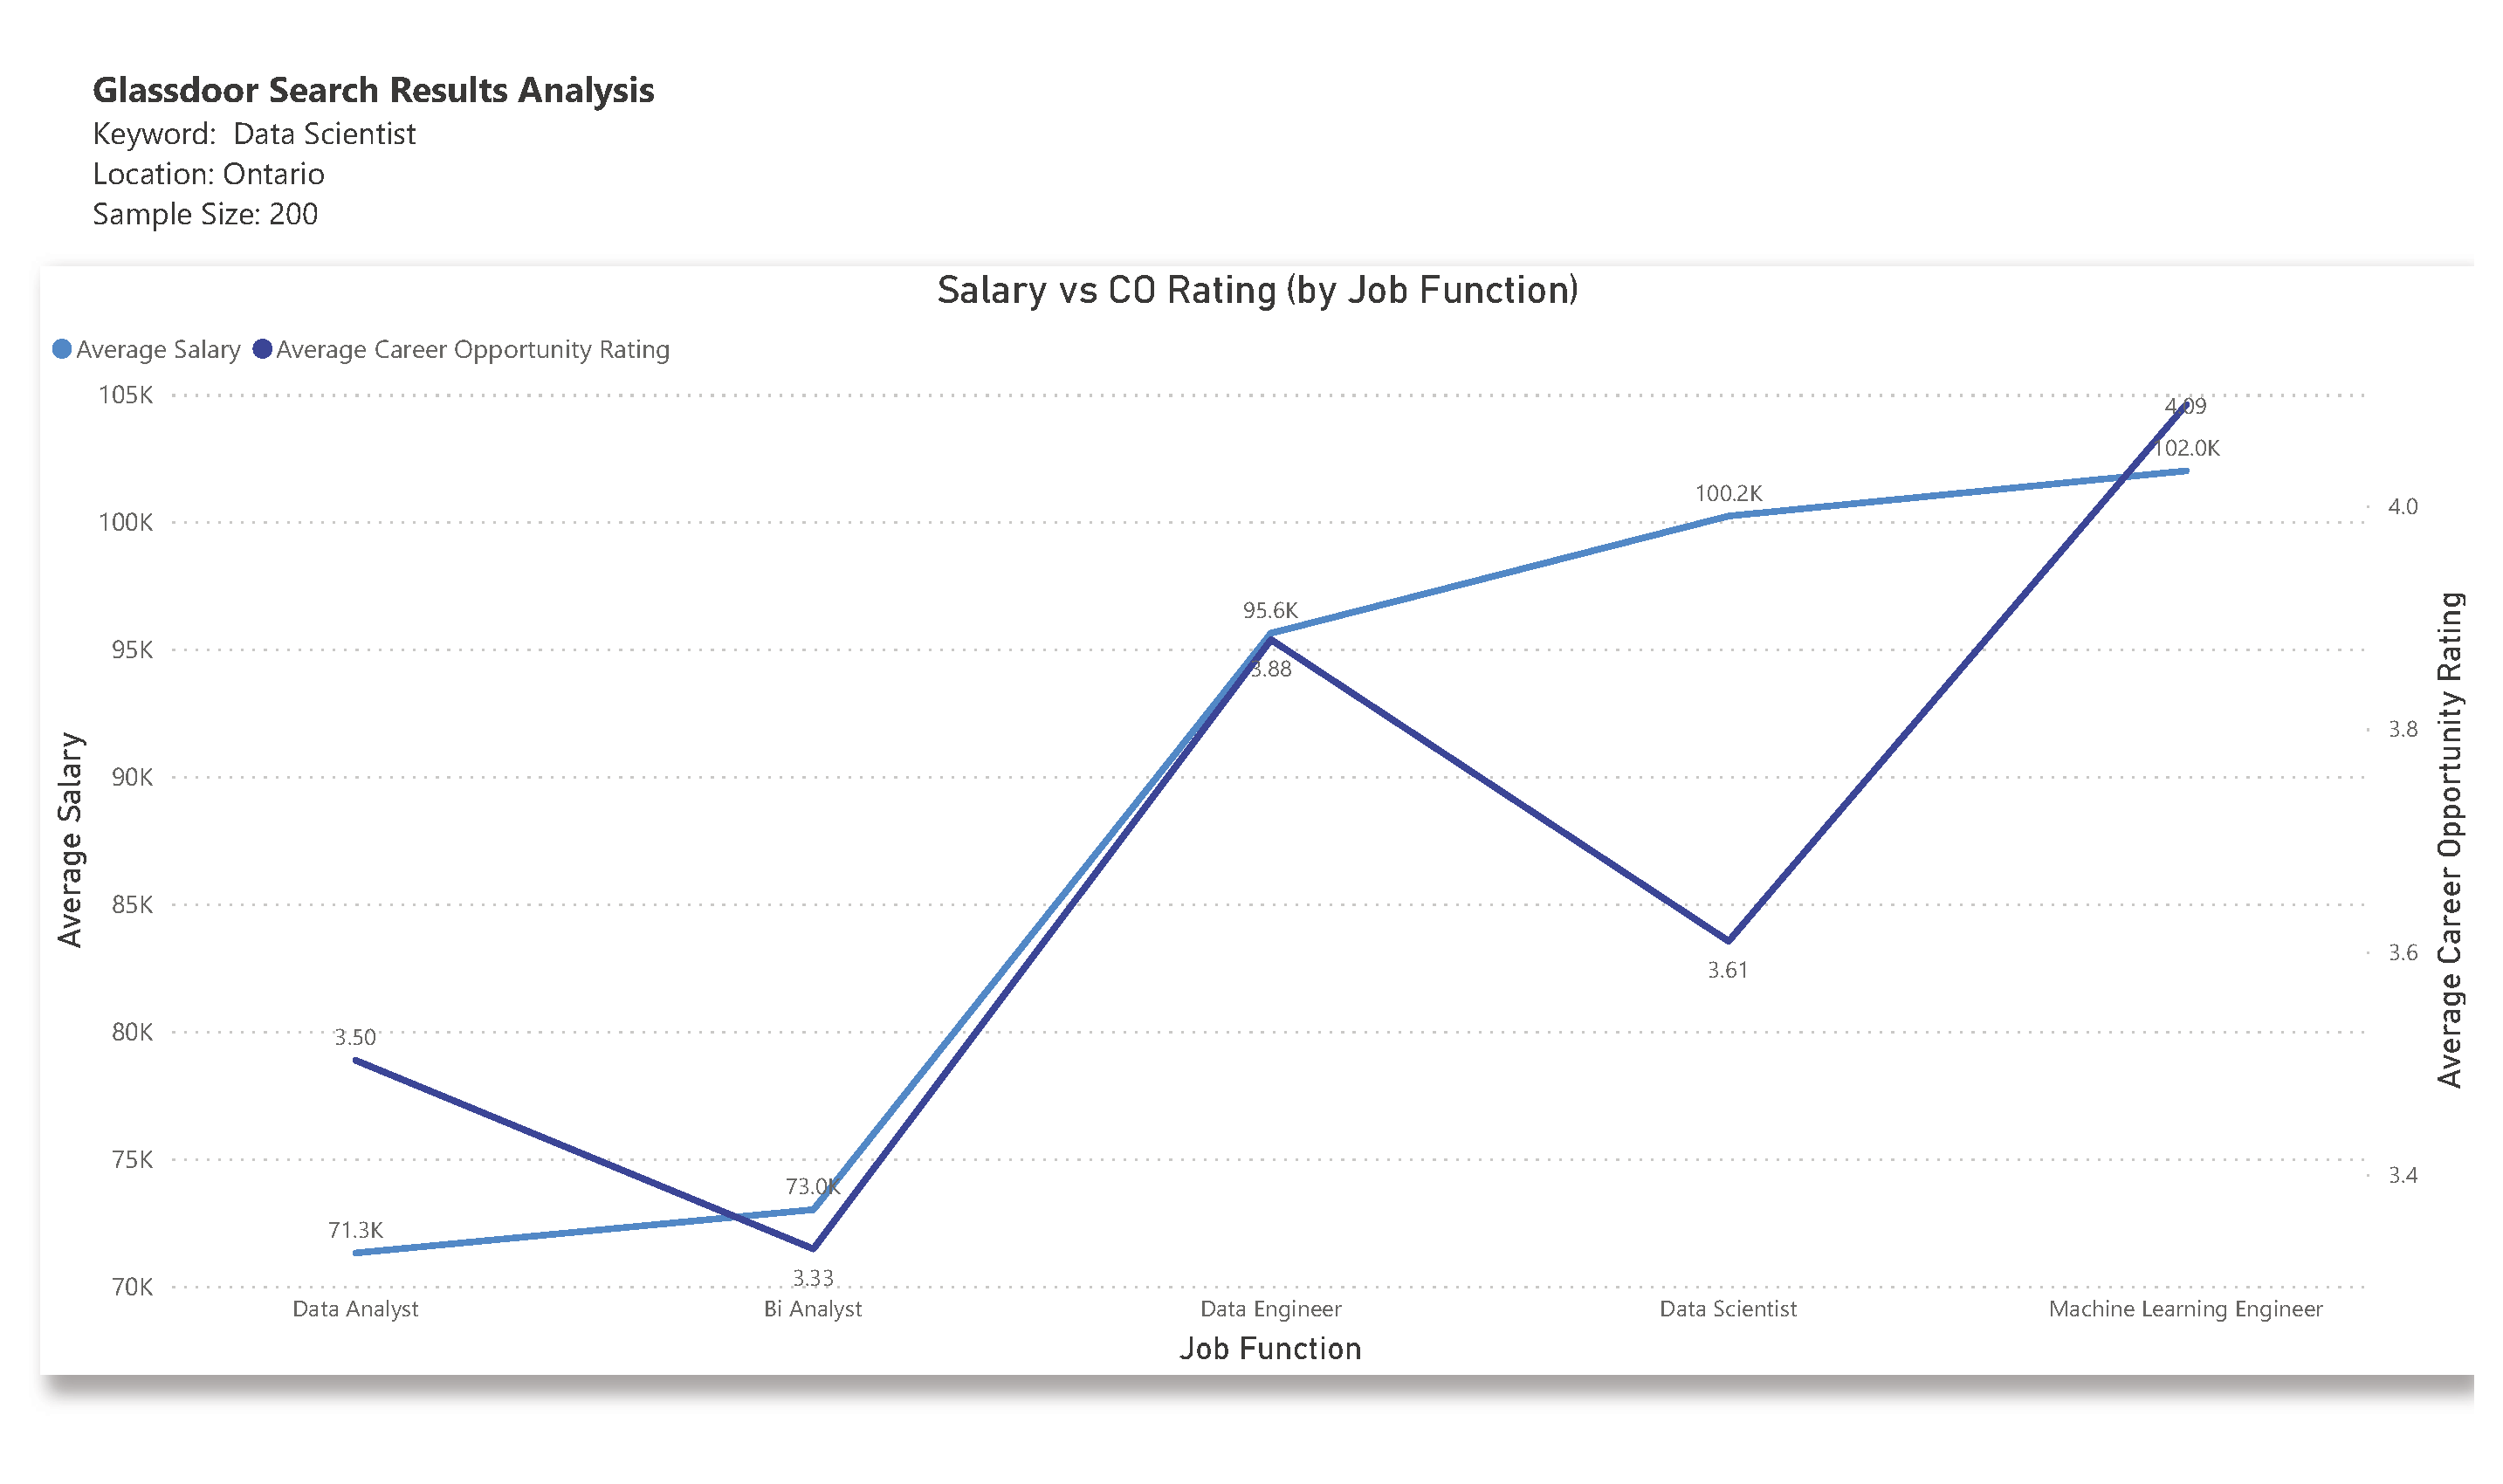 Glassdoor Search Results Analysis
Keyword:  Data Scientist
Location: Ontario
Sample Size: 200
Salary vs CO Rating (by Job Function)
Average Salary Average Career Opportunity Rating
105K
100K
95K
90K
85K
80K
75K
70K
Average Salary
4.09
102.0K
100.2K
95.6K
3.88
3.61
3.50
73.0K
71.3K
3.33
4.0
3.8
3.6
3.4
Average Career Opportunity Rating
Data Analyst Bi Analyst Data Engineer Data Scientist Machine Learning Engineer
Job Function